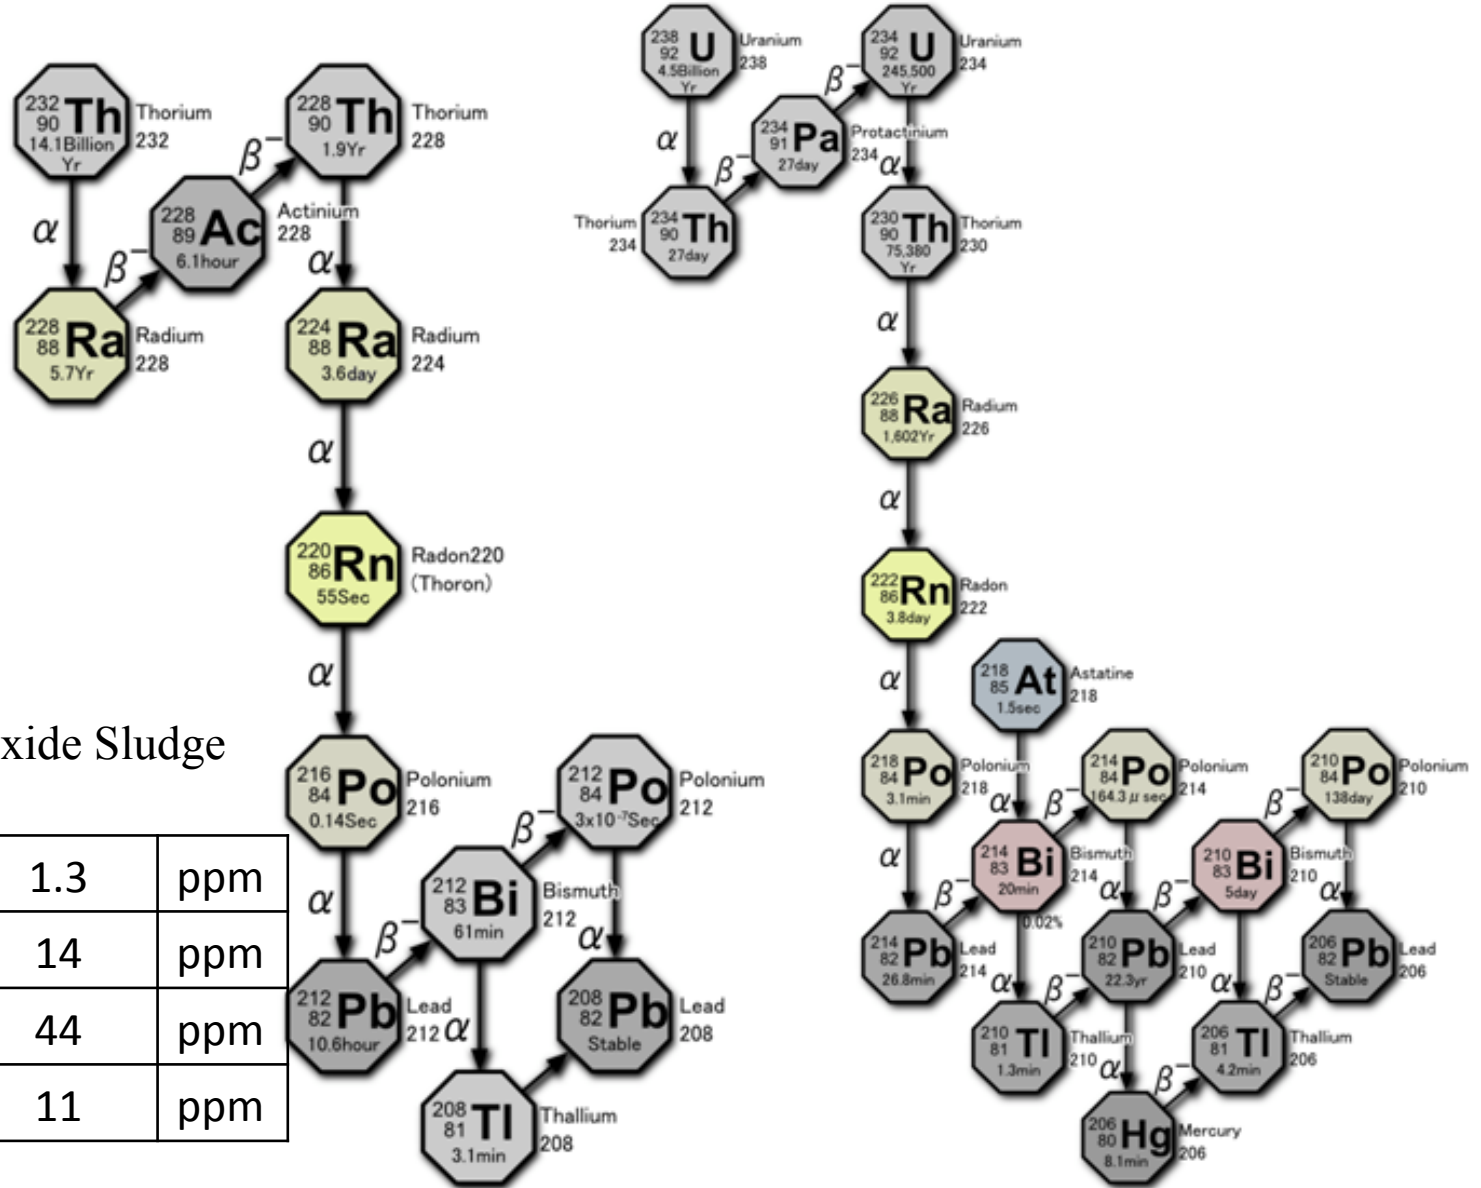 232
90 Th
14.1Billion
Yr
Thorium
232
α
228
88 Ra
5.7Yr
Radium
228
β−
228
89 Ac
6.1hour
Actinium
228
β−
228
90 Th
1.9Yr
Thorium
228
α
224
88 Ra
3.6day
Radium
224
α
220
86 Rn
55Sec
Radon220
(Thoron)
α
216
84 Po
0.14Sec
Polonium
216
α
212
82 Pb
10.6hour
Lead
212
β−
212
83 Bi
61min
Bismuth
212
β−
212
84 Po
3x10⁻⁷Sec
Polonium
212
α
208
82 Pb
Stable
Lead
208
α
208
81 Tl
3.1min
Thallium
208
xide Sludge
1.3 ppm
14 ppm
44 ppm
11 ppm
238
92 U
4.5Billion
Yr
Uranium
238
α
Thorium
234
234
90 Th
27day
β−
234
91 Pa
27day
Protactinium
234
β−
234
92 U
245,500
Yr
Uranium
234
α
230
90 Th
75,380
Yr
Thorium
230
α
226
88 Ra
1,602Yr
Radium
226
α
222
86 Rn
3.8day
Radon
222
α
218
84 Po
3.1min
Polonium
218
α
218
85 At
1.5sec
Astatine
218
α
214
82 Pb
26.8min
Lead
214
β−
214
83 Bi
20min
Bismuth
214
0.02%
β−
214
84 Po
164.3 μ sec
Polonium
214
α
α
210
81 Tl
1.3min
Thallium
210
β−
210
82 Pb
22.3yr
Lead
210
β−
210
83 Bi
5day
Bismuth
210
β−
210
84 Po
138day
Polonium
210
α
206
82 Pb
Stable
Lead
206
α
206
81 Tl
4.2min
Thallium
206
β−
α
206
80 Hg
8.1min
Mercury
206
β−